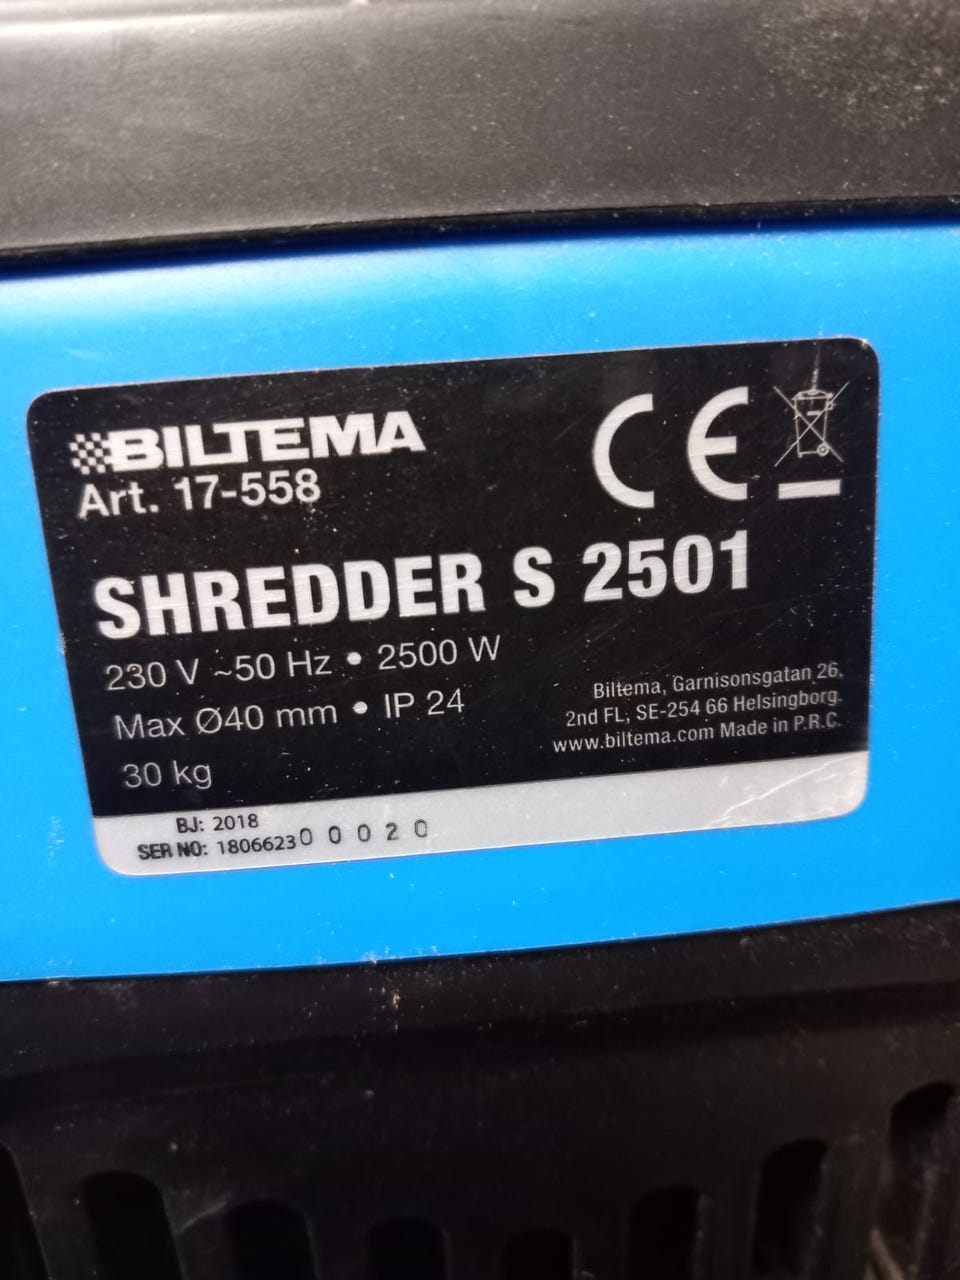 BILTEMA
Art. 17-558
CE
SHREDDER S 2501
230 V ~50 Hz • 2500 W
Max Ø40 mm • IP 24
30 kg
Biltema, Garnisonsgatan 26,
2nd FL, SE-254 66 Helsingborg.
www.biltema.com Made in P.R.C.
BJ: 2018
SER NO: 1806623 0 0 0 2 0